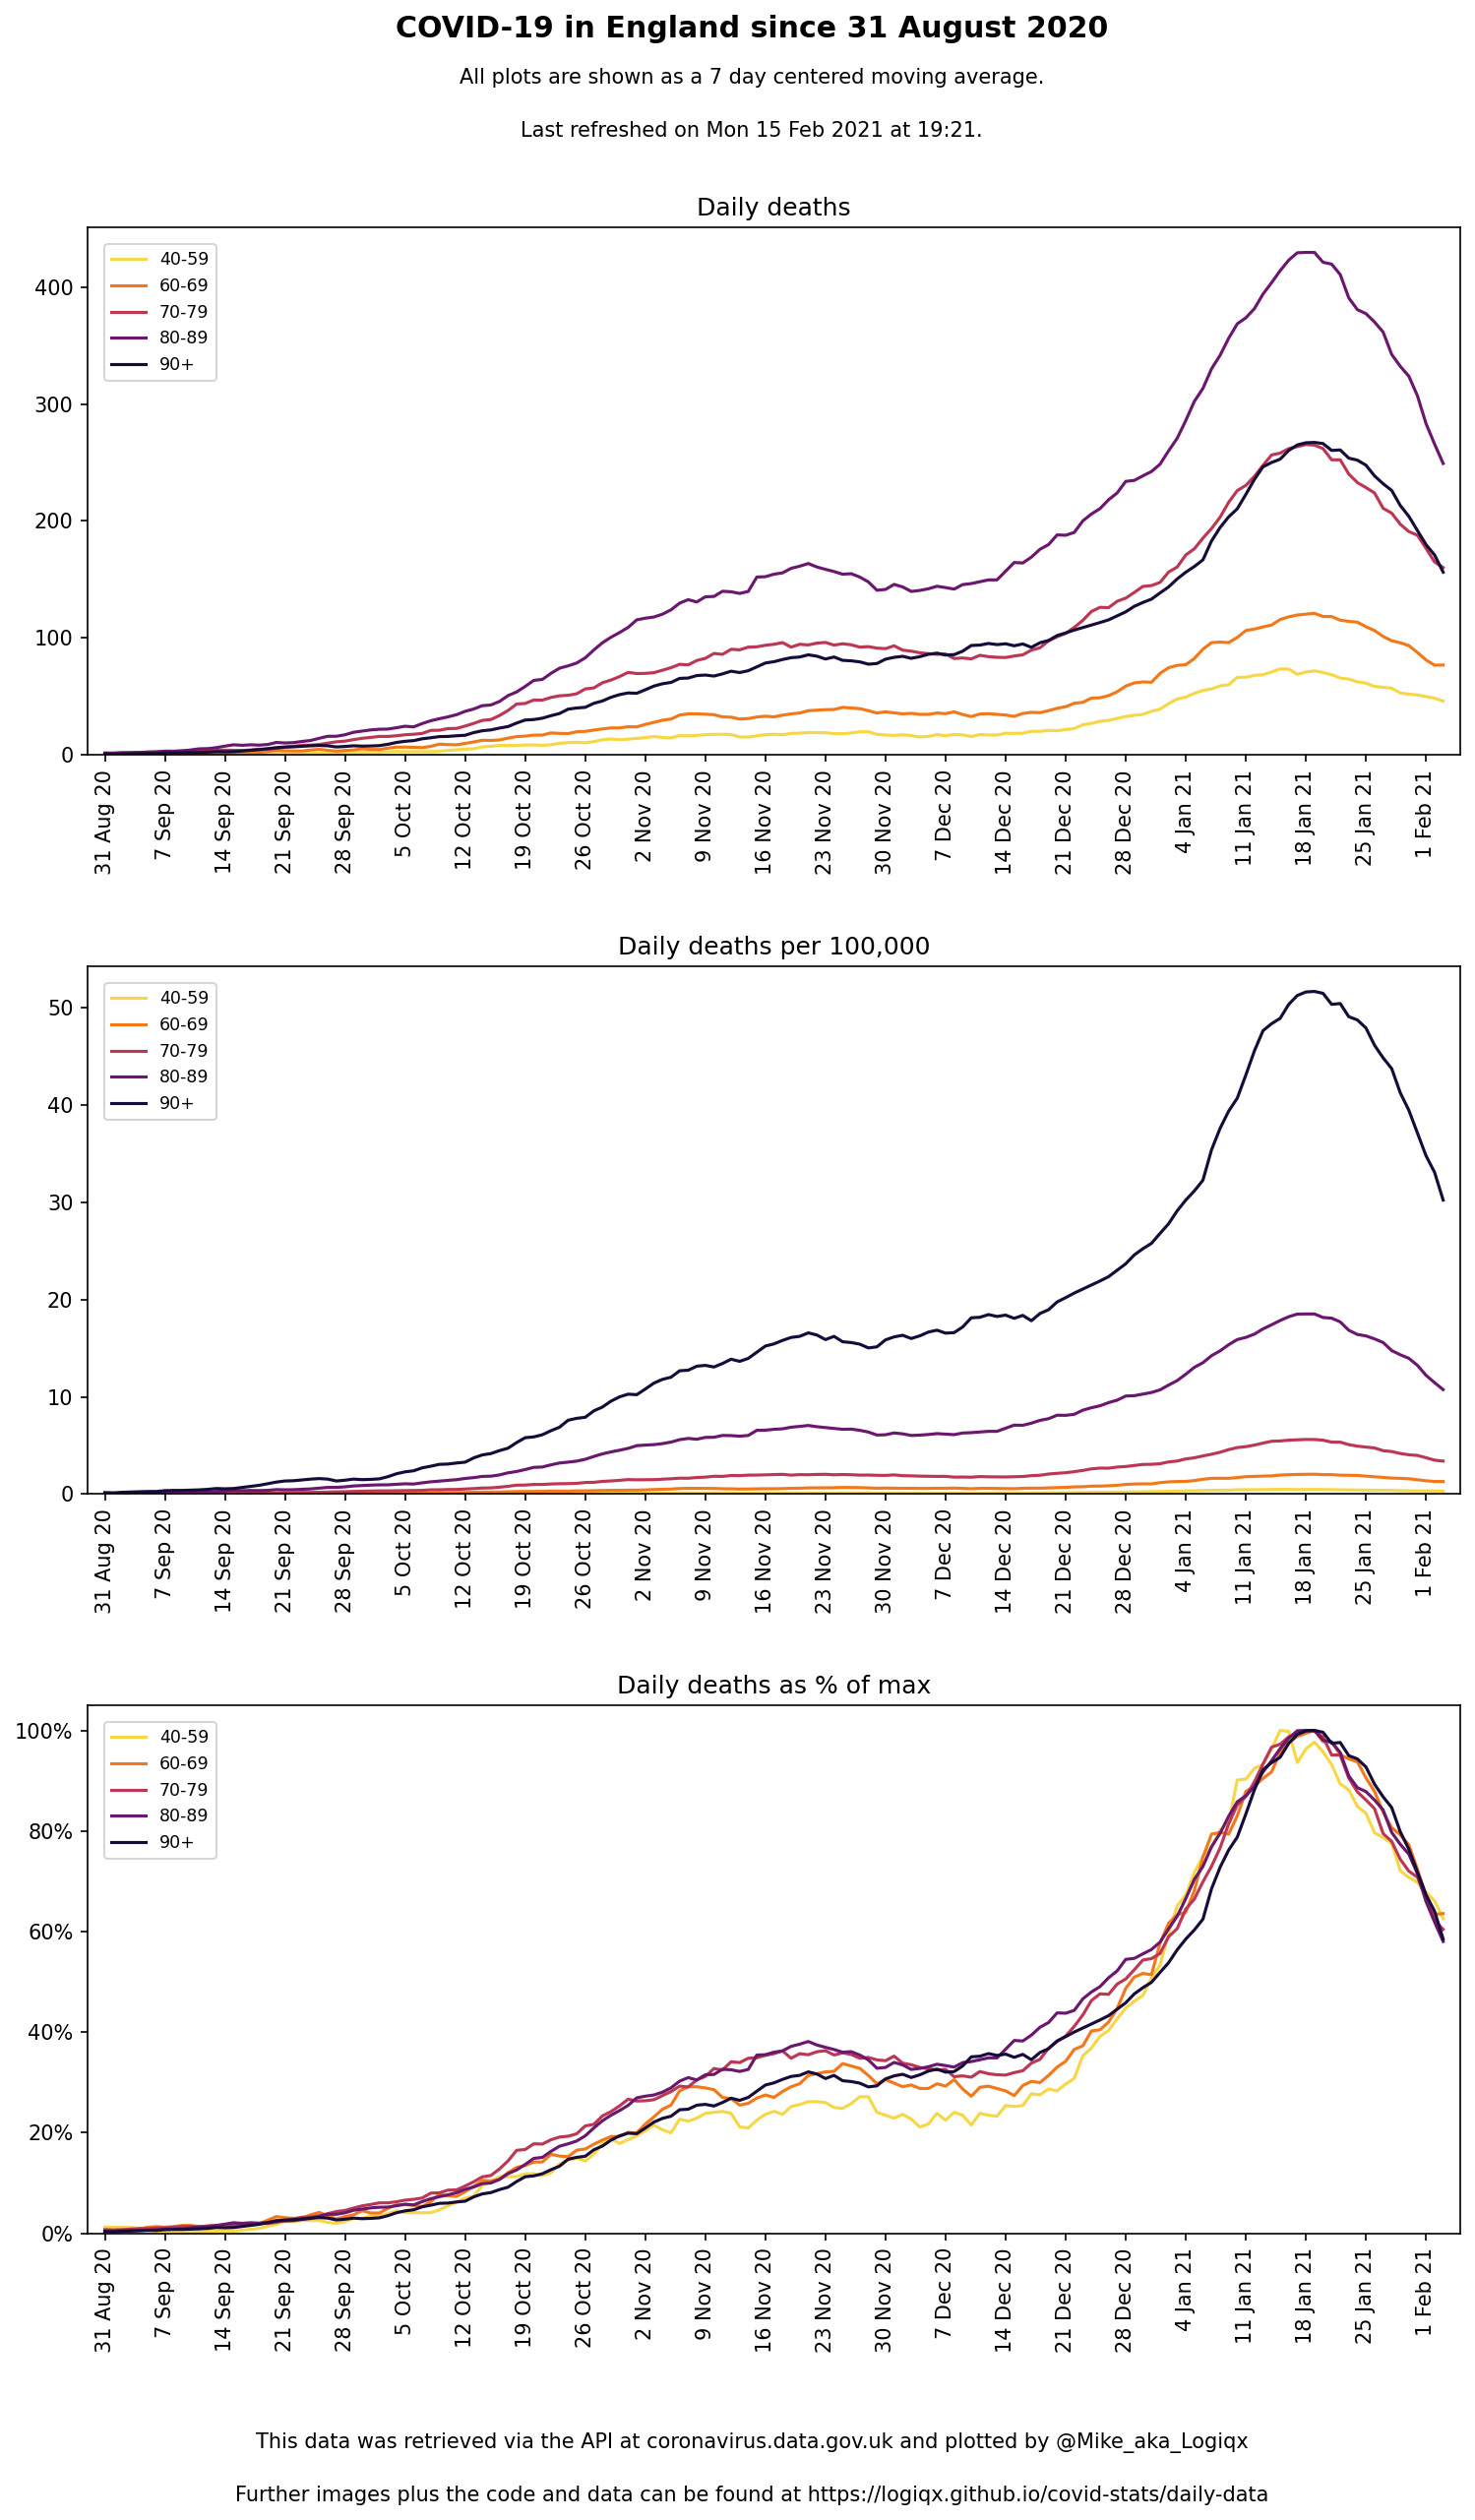 COVID-19 in England since 31 August 2020
All plots are shown as a 7 day centered moving average.
Last refreshed on Mon 15 Feb 2021 at 19:21.
Daily deaths
40-59
60-69
70-79
80-89
90+
400
300
200
100
0
31 Aug 20
7 Sep 20
14 Sep 20
21 Sep 20
28 Sep 20
5 Oct 20
12 Oct 20
19 Oct 20
26 Oct 20
2 Nov 20
9 Nov 20
16 Nov 20
23 Nov 20
30 Nov 20
7 Dec 20
14 Dec 20
21 Dec 20
28 Dec 20
4 Jan 21
11 Jan 21
18 Jan 21
25 Jan 21
1 Feb 21
Daily deaths per 100,000
40-59
60-69
70-79
80-89
90+
50
40
30
20
10
0
31 Aug 20
7 Sep 20
14 Sep 20
21 Sep 20
28 Sep 20
5 Oct 20
12 Oct 20
19 Oct 20
26 Oct 20
2 Nov 20
9 Nov 20
16 Nov 20
23 Nov 20
30 Nov 20
7 Dec 20
14 Dec 20
21 Dec 20
28 Dec 20
4 Jan 21
11 Jan 21
18 Jan 21
25 Jan 21
1 Feb 21
Daily deaths as % of max
40-59
60-69
70-79
80-89
90+
100%
80%
60%
40%
20%
0%
31 Aug 20
7 Sep 20
14 Sep 20
21 Sep 20
28 Sep 20
5 Oct 20
12 Oct 20
19 Oct 20
26 Oct 20
2 Nov 20
9 Nov 20
16 Nov 20
23 Nov 20
30 Nov 20
7 Dec 20
14 Dec 20
21 Dec 20
28 Dec 20
4 Jan 21
11 Jan 21
18 Jan 21
25 Jan 21
1 Feb 21
This data was retrieved via the API at coronavirus.data.gov.uk and plotted by @Mike_aka_Logiqx
Further images plus the code and data can be found at https://logiqx.github.io/covid-stats/daily-data